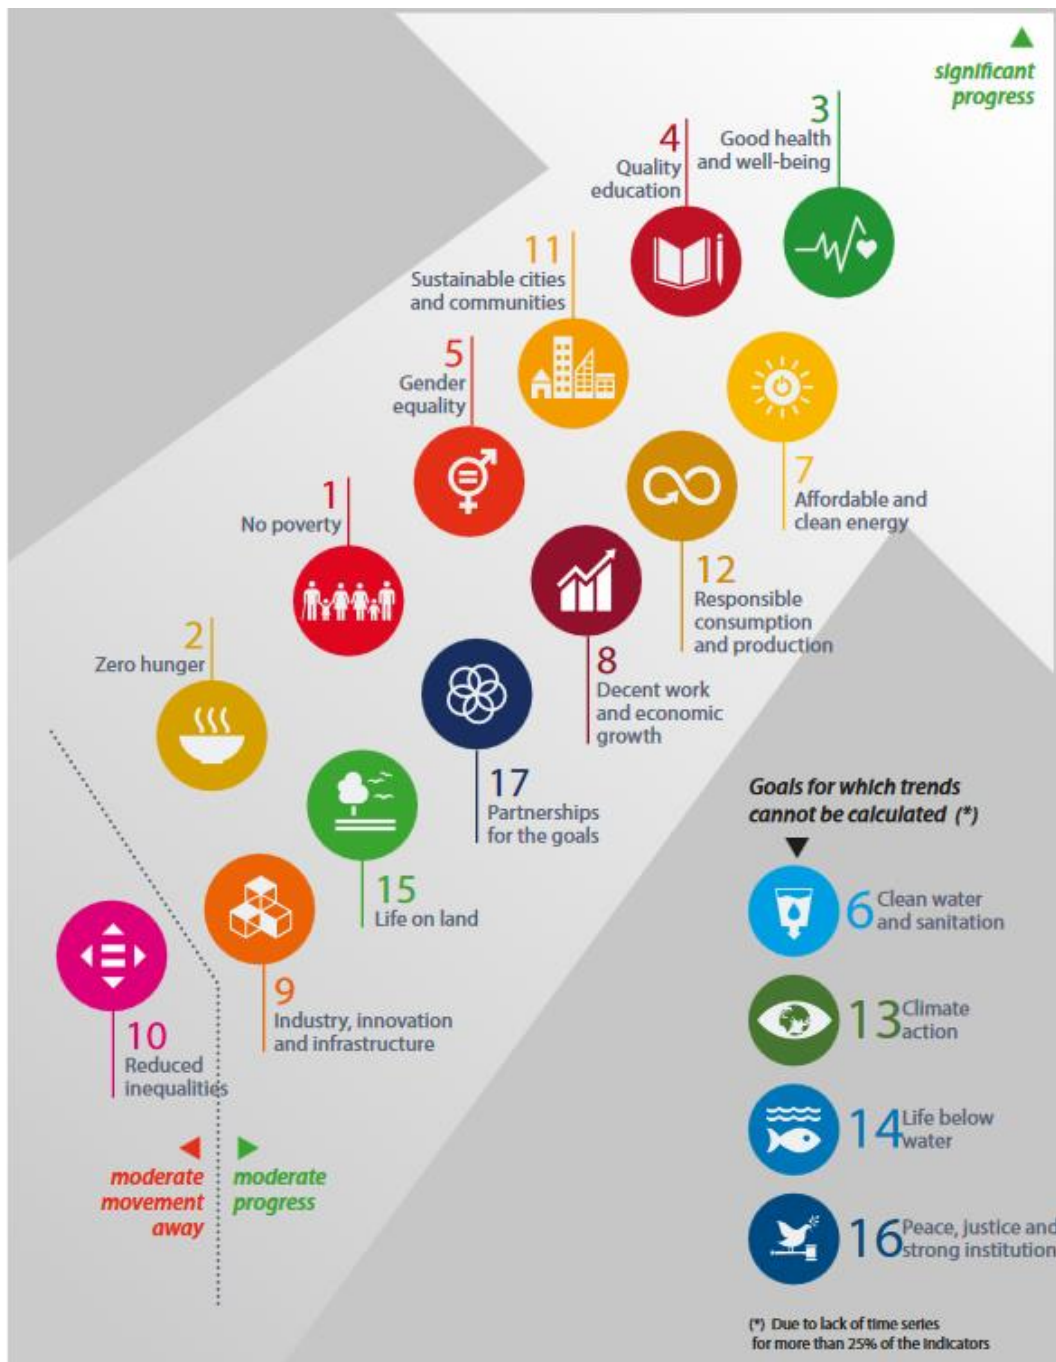 significant
progress
3
Good health
and well-being
4
Quality
education
11
Sustainable cities
and communities
5
Gender
equality
7
Affordable and
clean energy
1
No poverty
12
Responsible
consumption
and production
2
Zero hunger
8
Decent work
and economic
growth
17
Partnerships
for the goals
15
Life on land
9
Industry, innovation
and infrastructure
10
Reduced
inequalities
moderate
movement
away
moderate
progress
Goals for which trends
cannot be calculated (*)
6 Clean water
and sanitation
13 Climate
action
14 Life below
water
16 Peace, justice and
strong institution
(*) Due to lack of time series
for more than 25% of the indicators